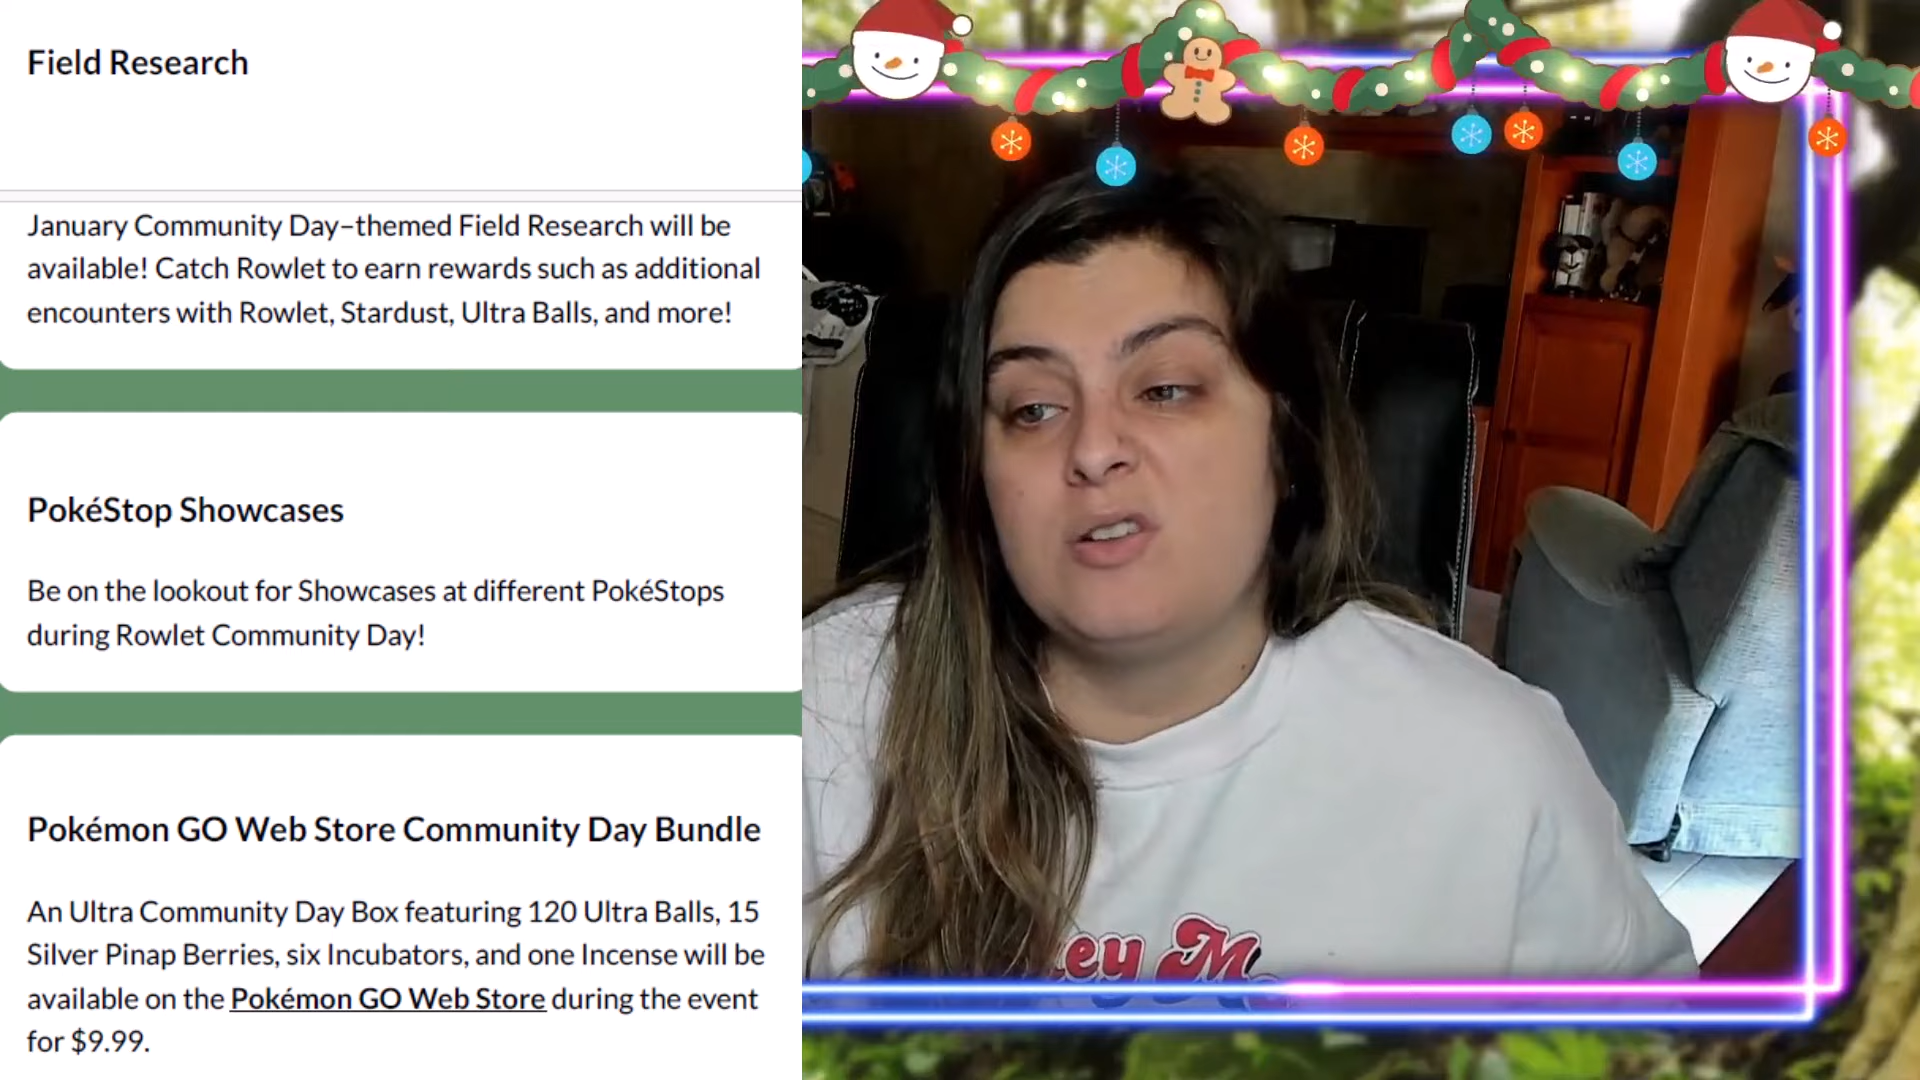 Field Research
January Community Day–themed Field Research will be
available! Catch Rowlet to earn rewards such as additional
encounters with Rowlet, Stardust, Ultra Balls, and more!
PokéStop Showcases
Be on the lookout for Showcases at different PokéStops
during Rowlet Community Day!
Pokémon GO Web Store Community Day Bundle
An Ultra Community Day Box featuring 120 Ultra Balls, 15
Silver Pinap Berries, six Incubators, and one Incense will be
available on the Pokémon GO Web Store during the event
for $9.99.
ey M